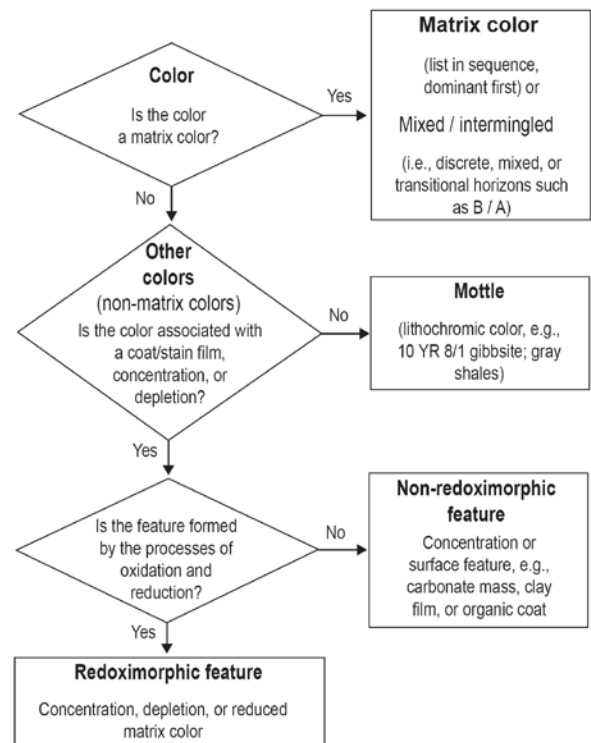 Color
Is the color
a matrix color?
Yes
Matrix color
(list in sequence,
dominant first) or
Mixed / intermingled
(i.e., discrete, mixed, or
transitional horizons such
as B / A)
No
Other
colors
(non-matrix colors)
Is the color associated with
a coat/stain film,
concentration, or
depletion?
No
Mottle
(lithochromic color, e.g.,
10 YR 8/1 gibbsite; gray
shales)
Yes
Is the feature formed
by the processes of
oxidation and
reduction?
No
Non-redoximorphic
feature
Concentration or
surface feature, e.g.,
carbonate mass, clay
film, or organic coat
Yes
Redoximorphic feature
Concentration, depletion, or reduced
matrix color